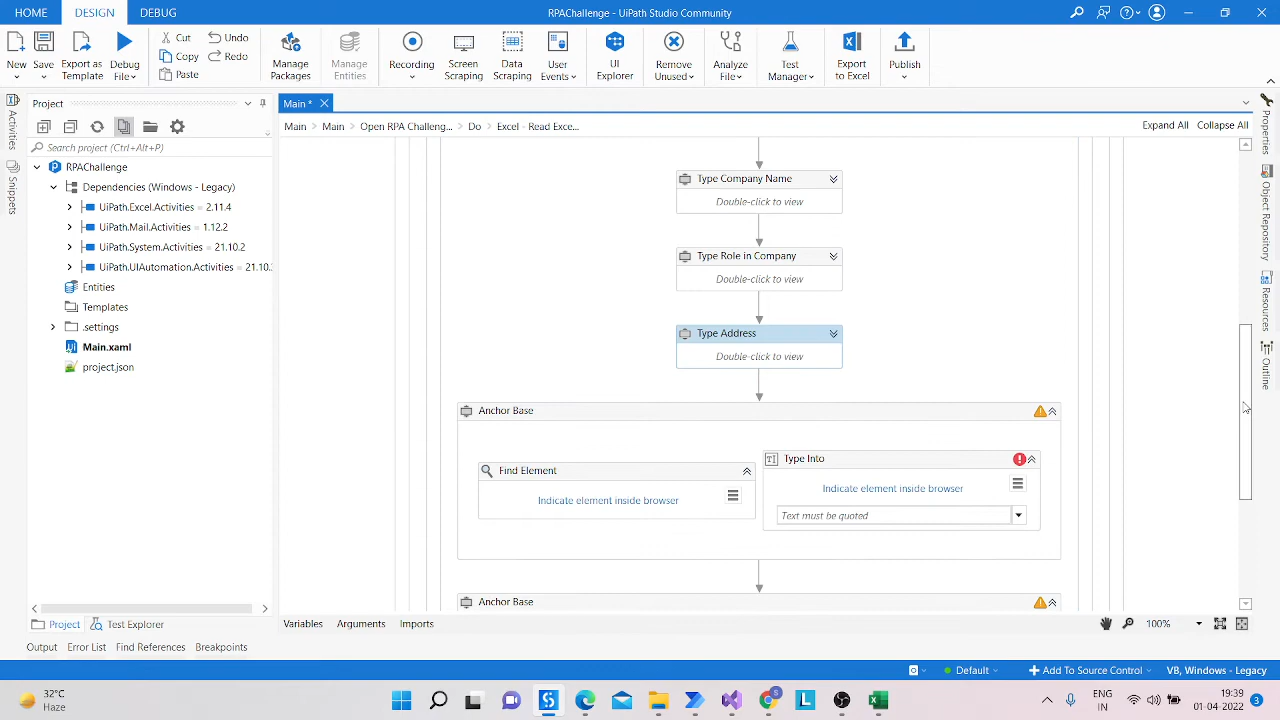 HOME DESIGN DEBUG RPAChallenge - UiPath Studio Community
New Save Export as Template Debug File Cut Copy Paste Undo Redo Manage Packages Manage Entities Recording Screen Scraping Data Scraping User Events UI Explorer Remove Unused Analyze File Test Manager Export to Excel Publish
Project
Main *
Main Main Open RPA Challeng... Do Excel - Read Exce... Expand All Collapse All
Search project (Ctrl+Alt+P)
RPAChallenge
Dependencies (Windows - Legacy)
UiPath.Excel.Activities = 2.11.4
UiPath.Mail.Activities = 1.12.2
UiPath.System.Activities = 21.10.2
UiPath.UIAutomation.Activities = 21.10.
Entities
Templates
.settings
Main.xaml
project.json
Activities
Snippets
Type Company Name
Double-click to view
Type Role in Company
Double-click to view
Type Address
Double-click to view
Anchor Base
Find Element
Indicate element inside browser
Type Into
Indicate element inside browser
Text must be quoted
Anchor Base
Properties
Object Repository
Resources
Outline
Project Test Explorer
Variables Arguments Imports 100%
Output Error List Find References Breakpoints
Default Add To Source Control VB, Windows - Legacy
32°C
Haze
ENG
IN
19:39
01-04-2022
3